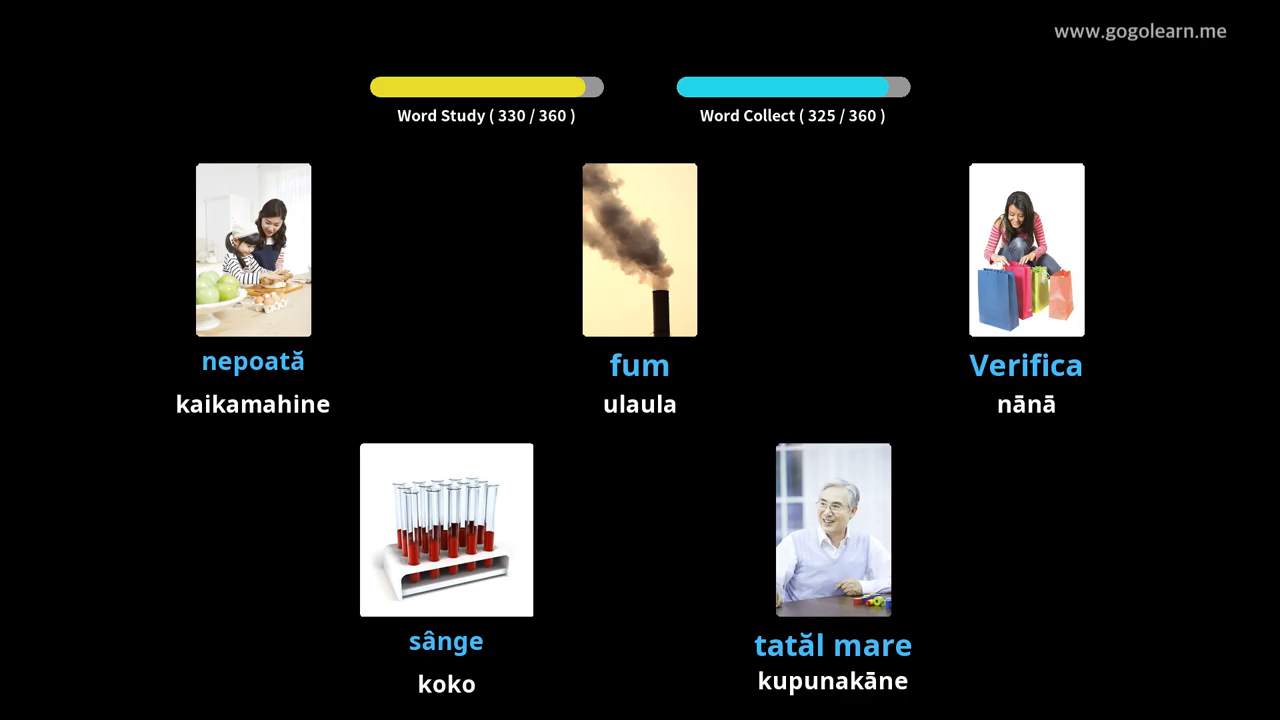 www.gogolearn.me
Word Study ( 330 / 360 )
Word Collect ( 325 / 360 )
nepoată
fum
Verifica
kaikamahine
ulaula
nānā
sânge
tatăl mare
koko
kupunakāne